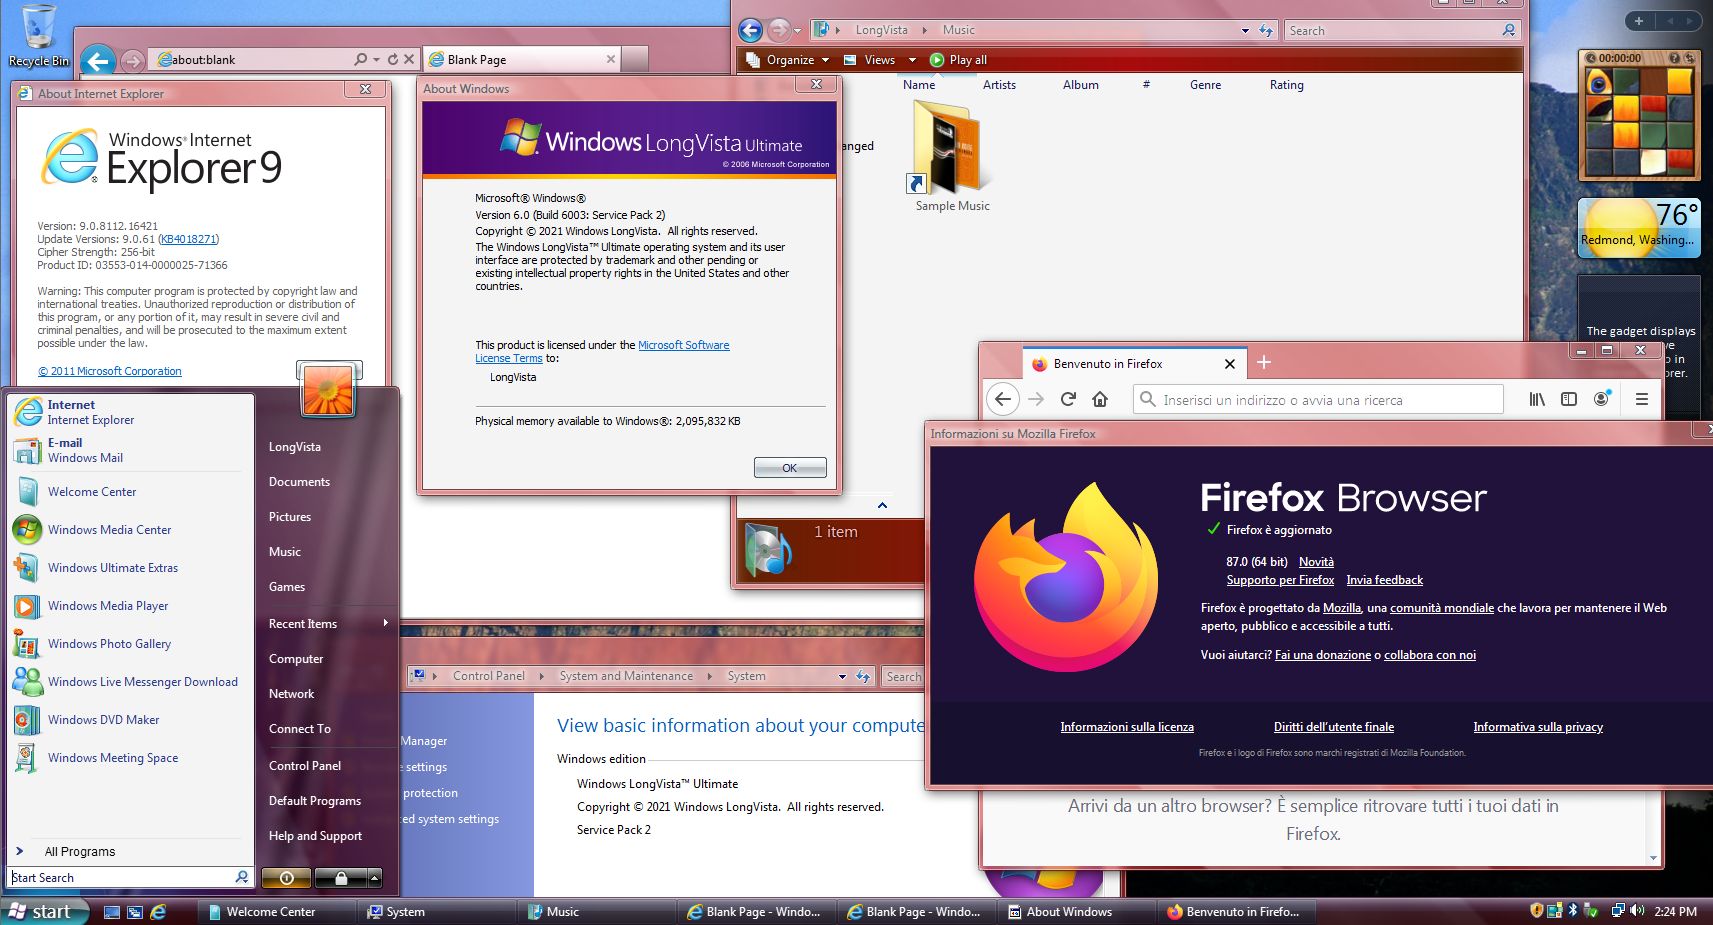 Recycle Bin
about:blank
Blank Page
About Internet Explorer
Windows® Internet
Explorer 9
Version: 9.0.8112.16421
Update Versions: 9.0.61 (KB4018271)
Cipher Strength: 256-bit
Product ID: 03553-014-0000025-71366
Warning: This computer program is protected by copyright law and
international treaties. Unauthorized reproduction or distribution of
this program, or any portion of it, may result in severe civil and
criminal penalties, and will be prosecuted to the maximum extent
possible under the law.
© 2011 Microsoft Corporation
About Windows
Windows LongVista Ultimate
© 2006 Microsoft Corporation
Microsoft® Windows®
Version 6.0 (Build 6003: Service Pack 2)
Copyright © 2021 Windows LongVista. All rights reserved.
The Windows LongVista™ Ultimate operating system and its user
interface are protected by trademark and other pending or
existing intellectual property rights in the United States and other
countries.
This product is licensed under the Microsoft Software
License Terms to:
LongVista
Physical memory available to Windows®: 2,095,832 KB
OK
LongVista
Music
Search
Organize
Views
Play all
Name
Artists
Album
#
Genre
Rating
anged
Sample Music
1 item
00:00:00
76°
Redmond, Washing...
The gadget displays
ve
o in
orer.
Benvenuto in Firefox
Inserisci un indirizzo o avvia una ricerca
Informazioni su Mozilla Firefox
Firefox Browser
Firefox è aggiornato
87.0 (64 bit) Novità
Supporto per Firefox Invia feedback
Firefox è progettato da Mozilla, una comunità mondiale che lavora per mantenere il Web
aperto, pubblico e accessibile a tutti.
Vuoi aiutarci? Fai una donazione o collabora con noi
Informazioni sulla licenza
Diritti dell'utente finale
Informativa sulla privacy
Firefox e i logo di Firefox sono marchi registrati di Mozilla Foundation.
Arrivi da un altro browser? È semplice ritrovare tutti i tuoi dati in
Firefox.
Internet
Internet Explorer
E-mail
Windows Mail
Welcome Center
Windows Media Center
Windows Ultimate Extras
Windows Media Player
Windows Photo Gallery
Windows Live Messenger Download
Windows DVD Maker
Windows Meeting Space
All Programs
Start Search
LongVista
Documents
Pictures
Music
Games
Recent Items
Computer
Network
Connect To
Control Panel
Default Programs
Help and Support
Control Panel
System and Maintenance
System
Search
Manager
settings
protection
ed system settings
View basic information about your compute
Windows edition
Windows LongVista™ Ultimate
Copyright © 2021 Windows LongVista. All rights reserved.
Service Pack 2
start
Welcome Center
System
Music
Blank Page - Windo...
Blank Page - Windo...
About Windows
Benvenuto in Firefo...
2:24 PM